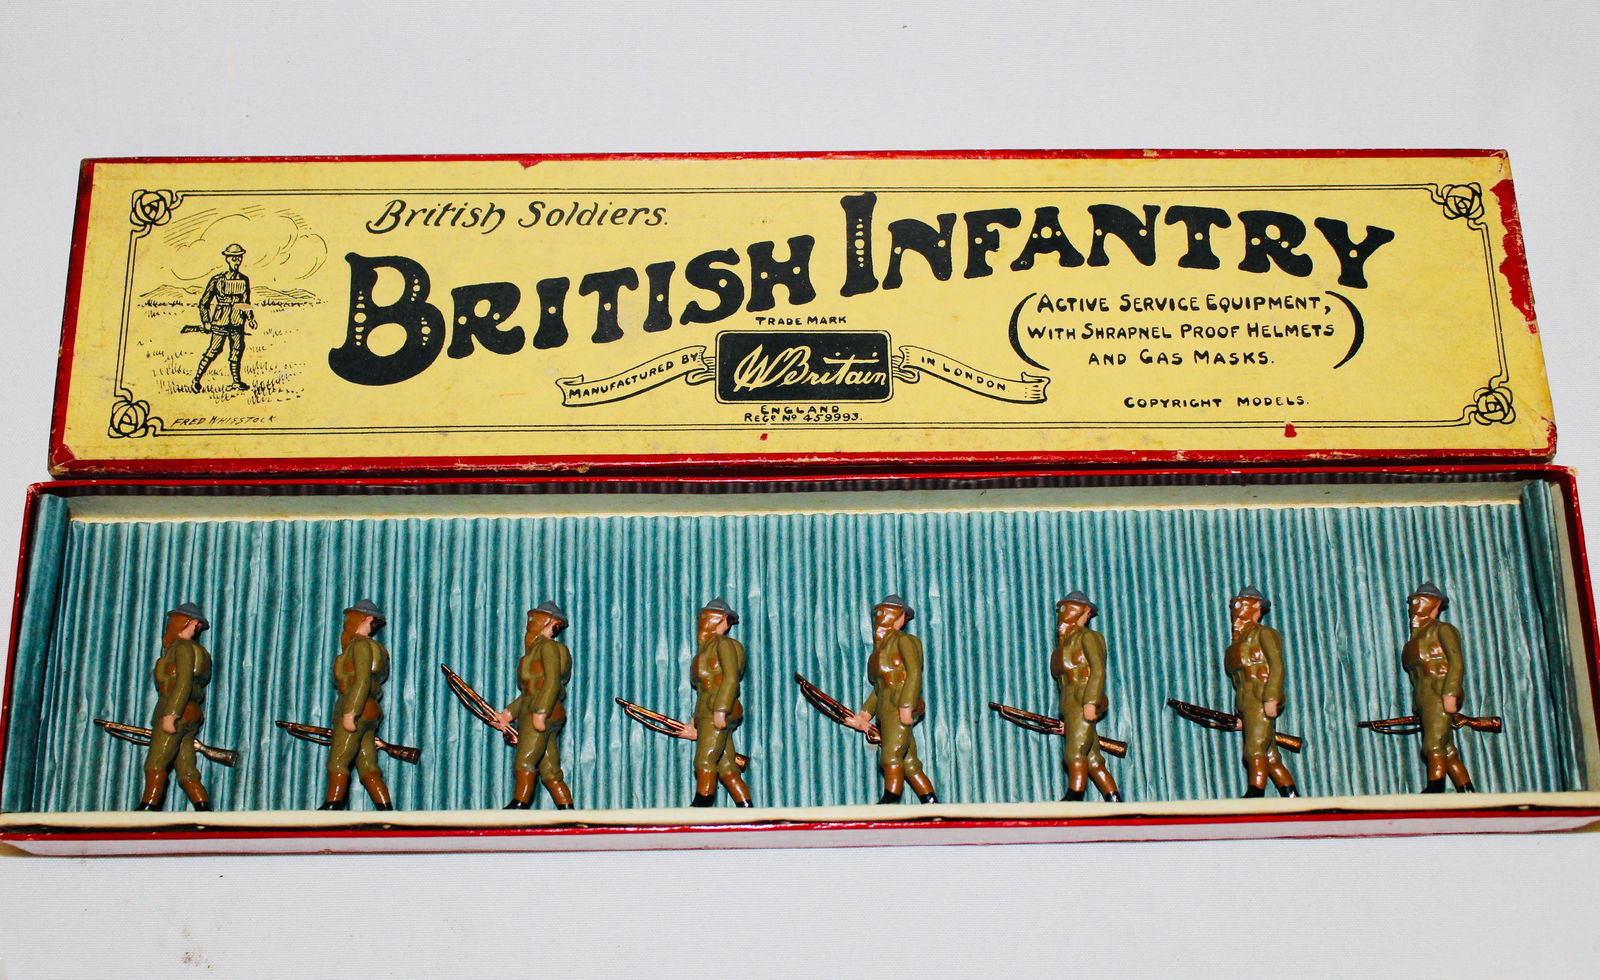 British Soldiers.
BRITISH INFANTRY
(ACTIVE SERVICE EQUIPMENT,
WITH SHRAPNEL PROOF HELMETS
AND GAS MASKS.)
TRADE MARK
MANUFACTURED BY
WBritain
IN LONDON
ENGLAND
REGD No 459993.
COPYRIGHT MODELS.
FRED WHISSTOCK